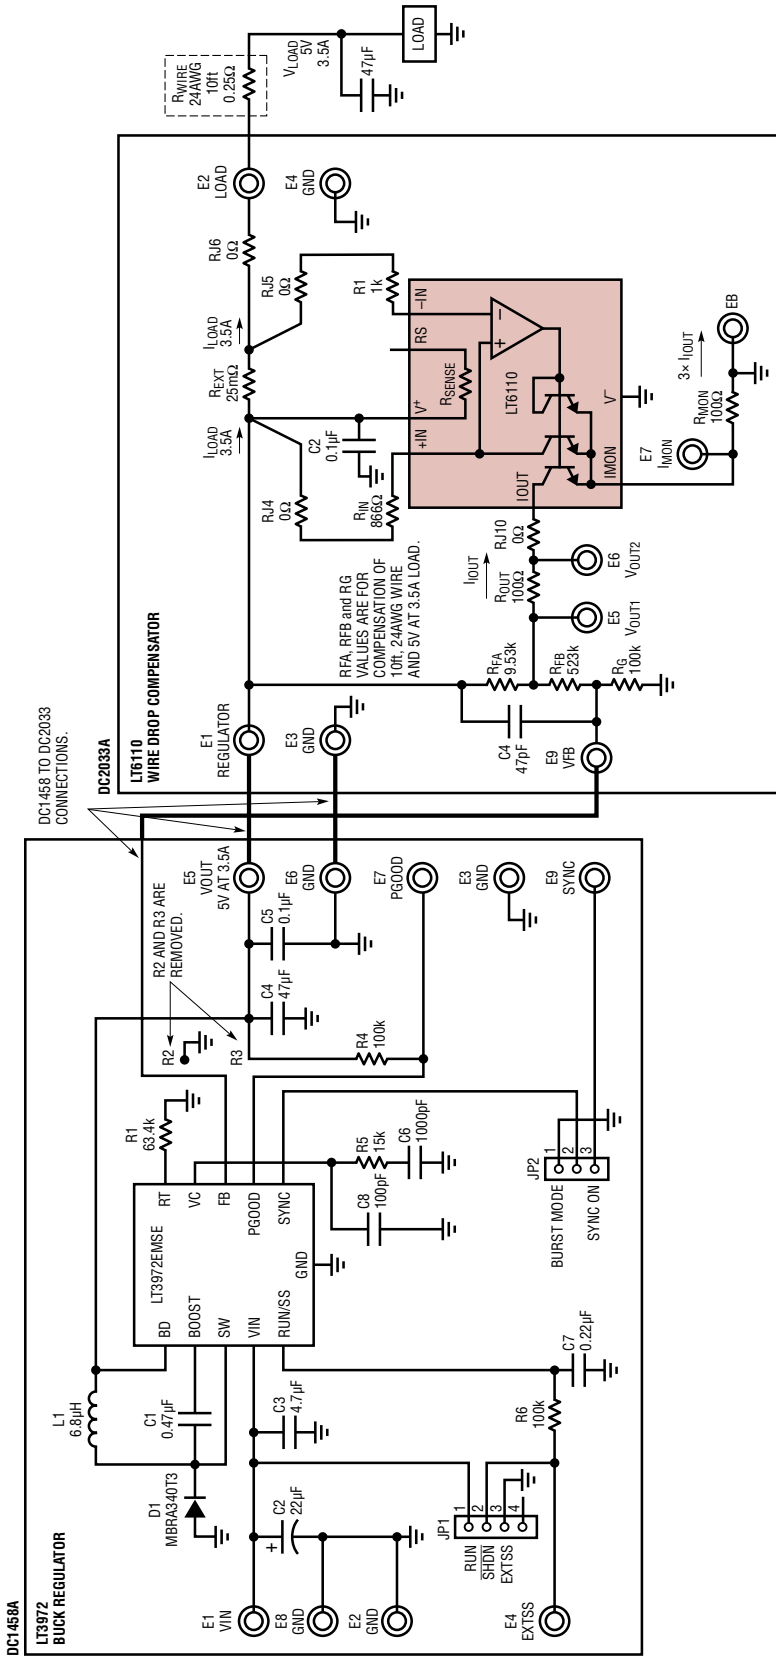 DC1458A
LT3972
BUCK REGULATOR
E1
VIN
E8
GND
E2
GND
E4
EXTSS
JP1
RUN
SHDN
EXTSS
1
2
3
4
+
C2
22µF
D1
MBRA340T3
L1
6.8µH
C1
0.47µF
C3
4.7µF
R6
100k
C7
0.22µF
LT3972EMSE
BD
BOOST
SW
VIN
RUN/SS
RT
VC
FB
PGOOD
SYNC
GND
R1
63.4k
C8
100pF
R5
15k
C6
1000pF
JP2
BURST MODE
SYNC ON
1
2
3
R2
R3
R2 AND R3 ARE
REMOVED.
R4
100k
C4
47µF
C5
0.1µF
E5
VOUT
5V AT 3.5A
E6
GND
E7
PGOOD
E3
GND
E9
SYNC
DC1458 TO DC2033
CONNECTIONS.
DC2033A
LT6110
WIRE DROP COMPENSATOR
E1
REGULATOR
E3
GND
E9
VFB
C4
47pF
RFA, RFB and RG
VALUES ARE FOR
COMPENSATION OF
10ft, 24AWG WIRE
AND 5V AT 3.5A LOAD.
RFA
9.53k
RFB
523k
RG
100k
E5
VOUT1
E6
VOUT2
IIOUT
ROUT
100Ω
RJ10
0Ω
RJ4
0Ω
RIN
866Ω
C2
0.1µF
ILOAD
3.5A
REXT
25mΩ
ILOAD
3.5A
RJ5
0Ω
R1
1k
RJ6
0Ω
+IN
V+
RS
–IN
RSENSE
+
–
LT6110
IOUT
IMON
V–
E7
IMON
RMON
100Ω
3× IIOUT
EB
E2
LOAD
E4
GND
RWIRE
24AWG
10ft
0.25Ω
VLOAD
5V
3.5A
47µF
LOAD